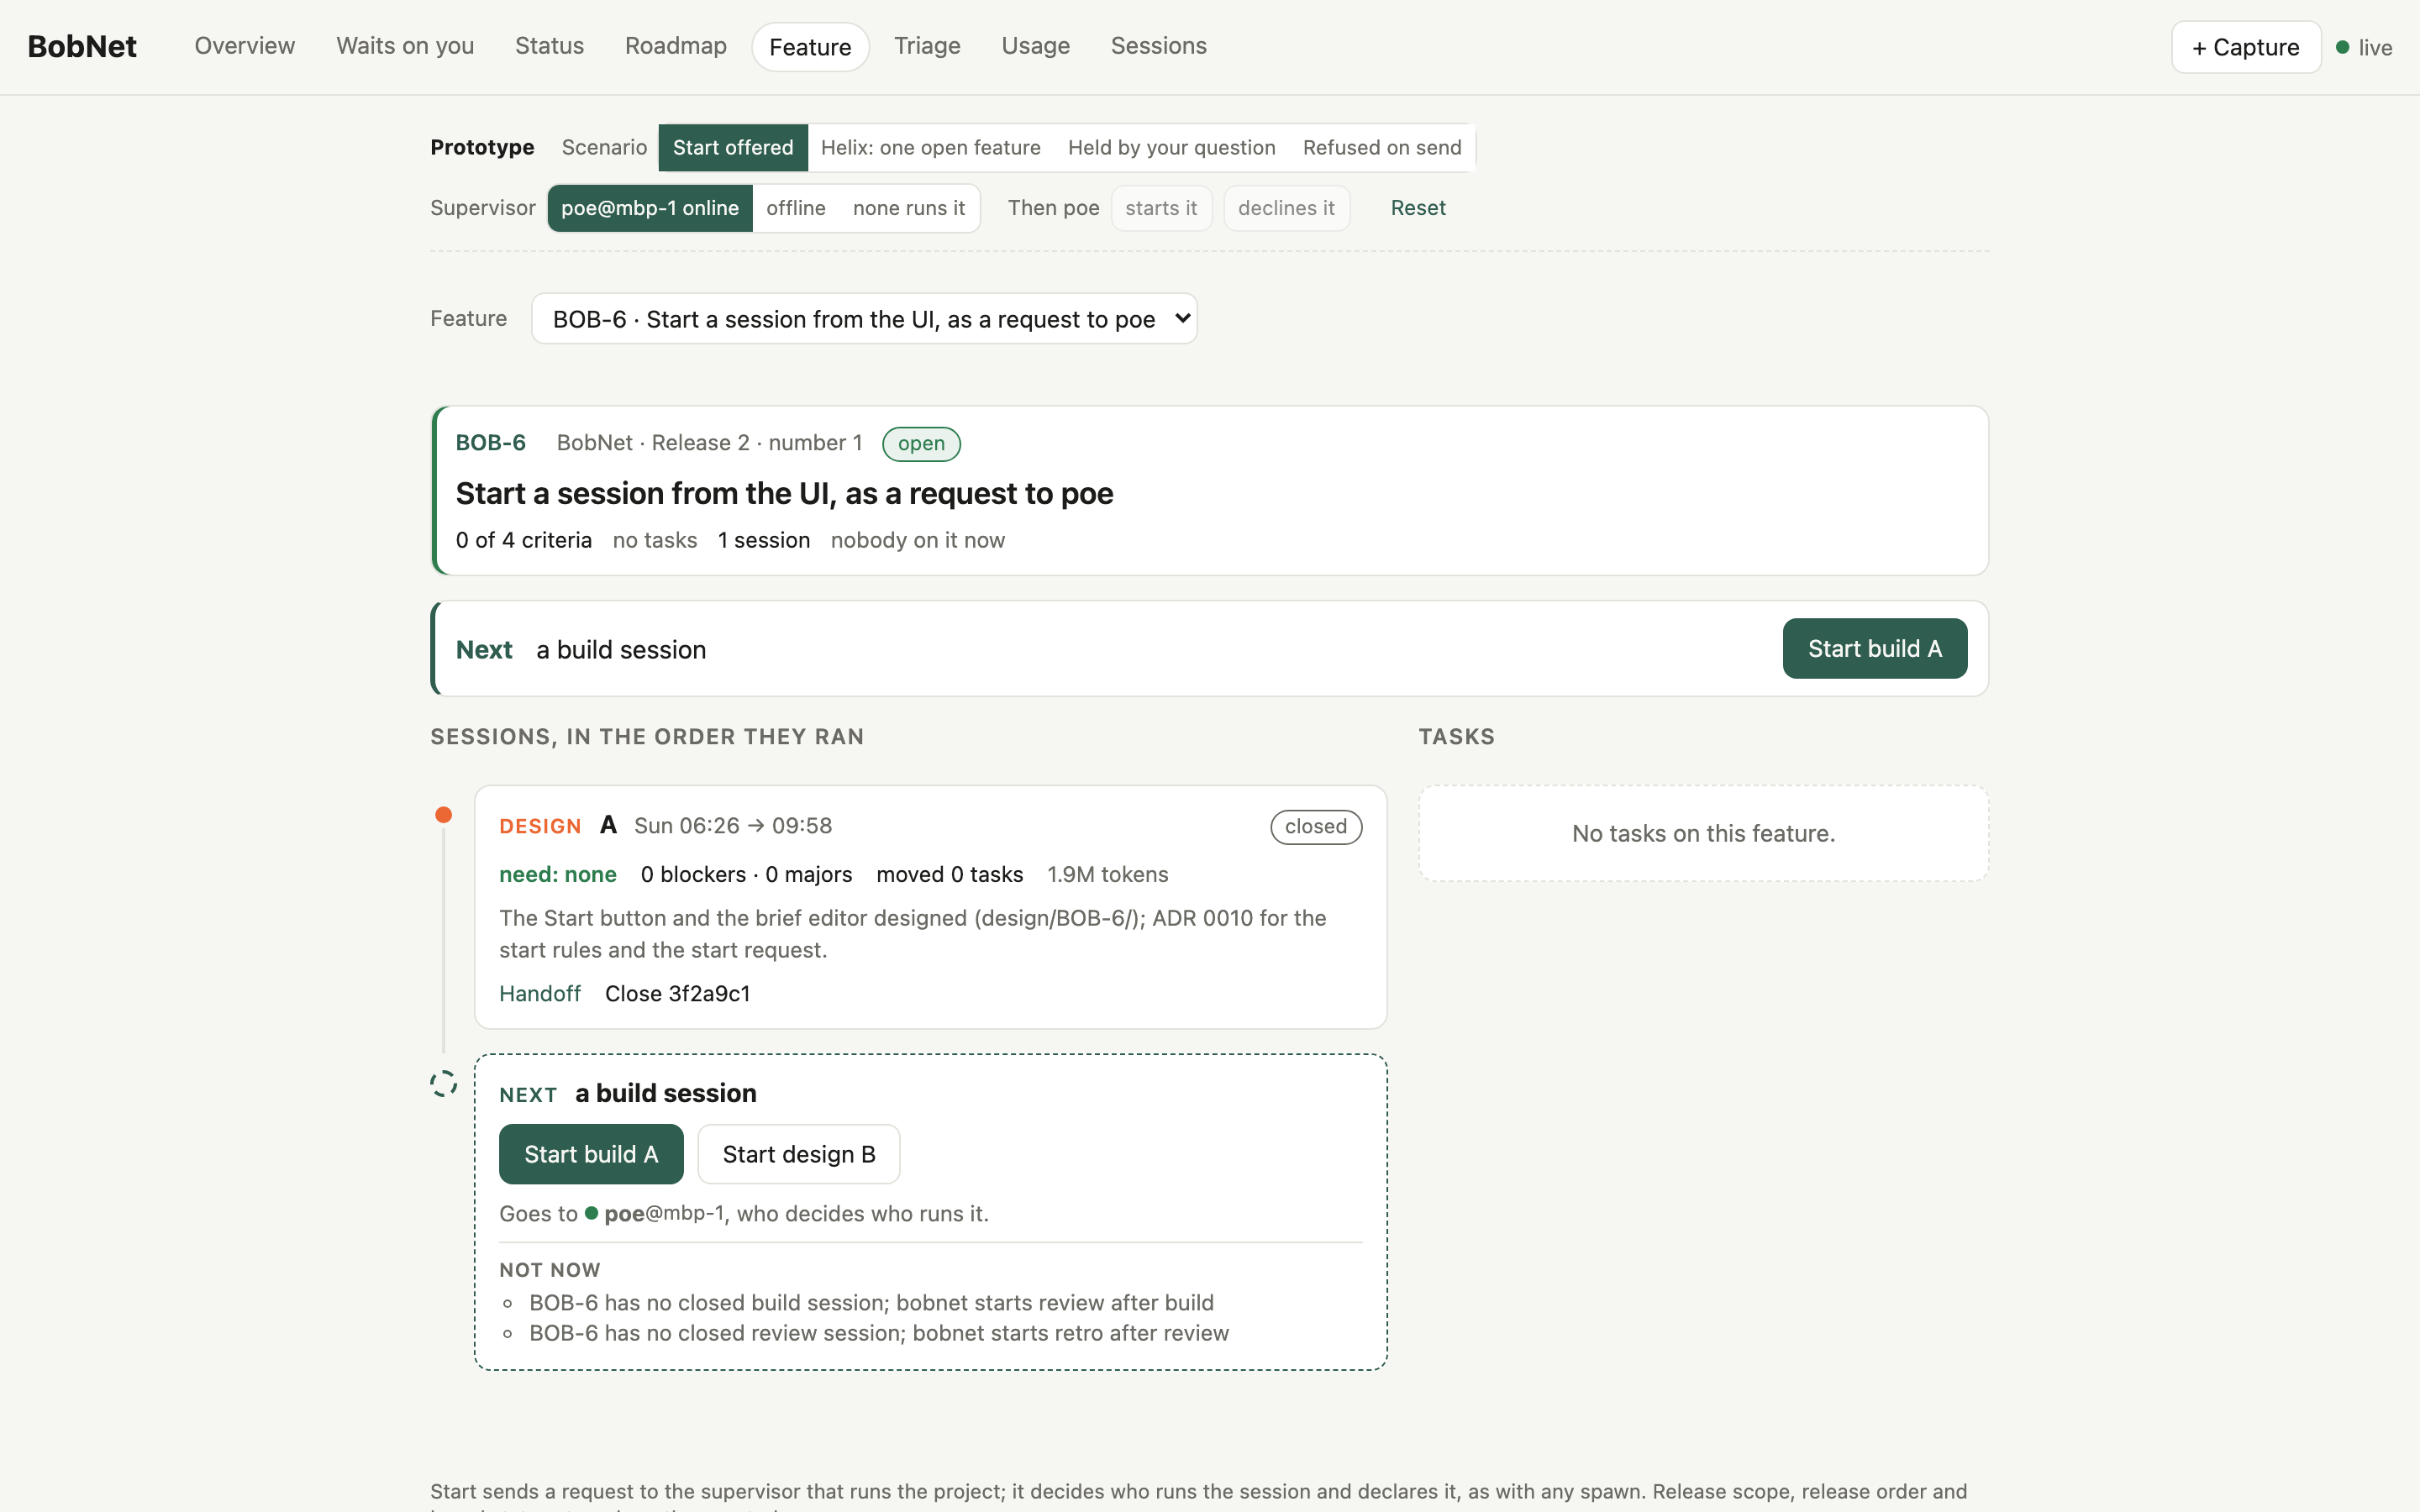 BobNet Overview Waits on you Status Roadmap Feature Triage Usage Sessions + Capture live
Prototype Scenario Start offered Helix: one open feature Held by your question Refused on send
Supervisor poe@mbp-1 online offline none runs it Then poe starts it declines it Reset
Feature BOB-6 · Start a session from the UI, as a request to poe
BOB-6 BobNet · Release 2 · number 1 open
Start a session from the UI, as a request to poe
0 of 4 criteria no tasks 1 session nobody on it now
Next a build session Start build A
SESSIONS, IN THE ORDER THEY RAN
DESIGN A Sun 06:26 → 09:58 closed
need: none 0 blockers · 0 majors moved 0 tasks 1.9M tokens
The Start button and the brief editor designed (design/BOB-6/); ADR 0010 for the
start rules and the start request.
Handoff Close 3f2a9c1
NEXT a build session
Start build A Start design B
Goes to poe@mbp-1, who decides who runs it.
NOT NOW
BOB-6 has no closed build session; bobnet starts review after build
BOB-6 has no closed review session; bobnet starts retro after review
TASKS
No tasks on this feature.
Start sends a request to the supervisor that runs the project; it decides who runs the session and declares it, as with any spawn. Release scope, release order and